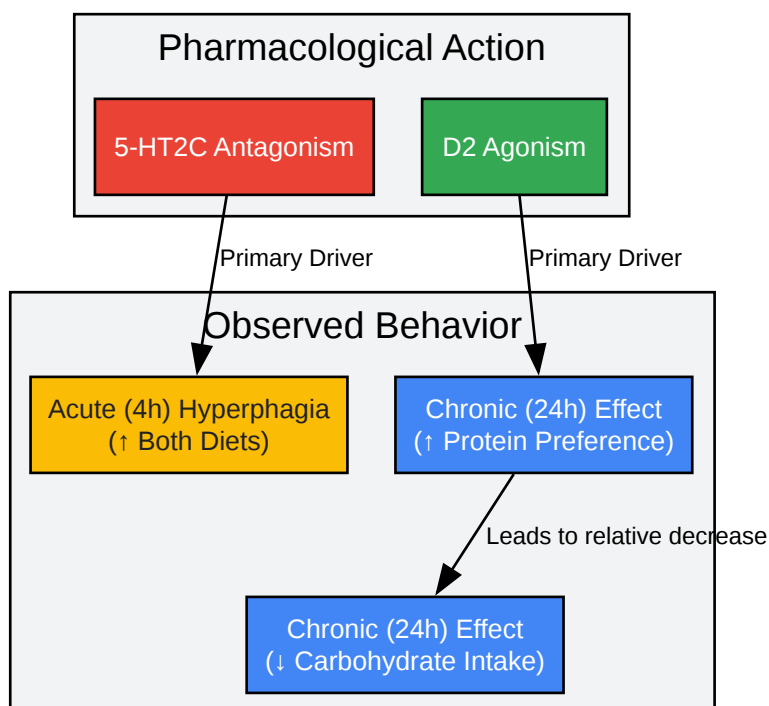 Pharmacological Action
5-HT2C Antagonism
D2 Agonism
Primary Driver
Primary Driver
Observed Behavior
Acute (4h) Hyperphagia
(↑ Both Diets)
Chronic (24h) Effect
(↑ Protein Preference)
Leads to relative decrease
Chronic (24h) Effect
(↓ Carbohydrate Intake)